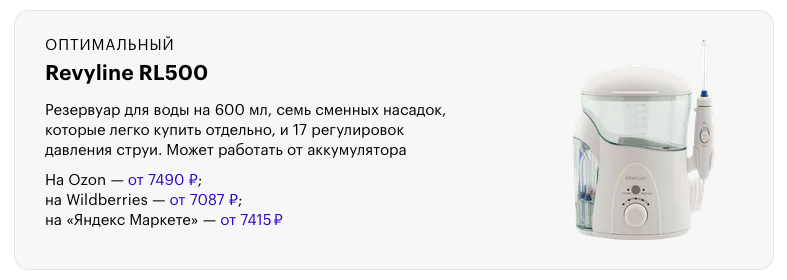 ОПТИМАЛЬНЫЙ
Revyline RL500
Резервуар для воды на 600 мл, семь сменных насадок,
которые легко купить отдельно, и 17 регулировок
давления струи. Может работать от аккумулятора
На Ozon — от 7490 ₽;
на Wildberries — от 7087 ₽;
на «Яндекс Маркете» — от 7415 ₽